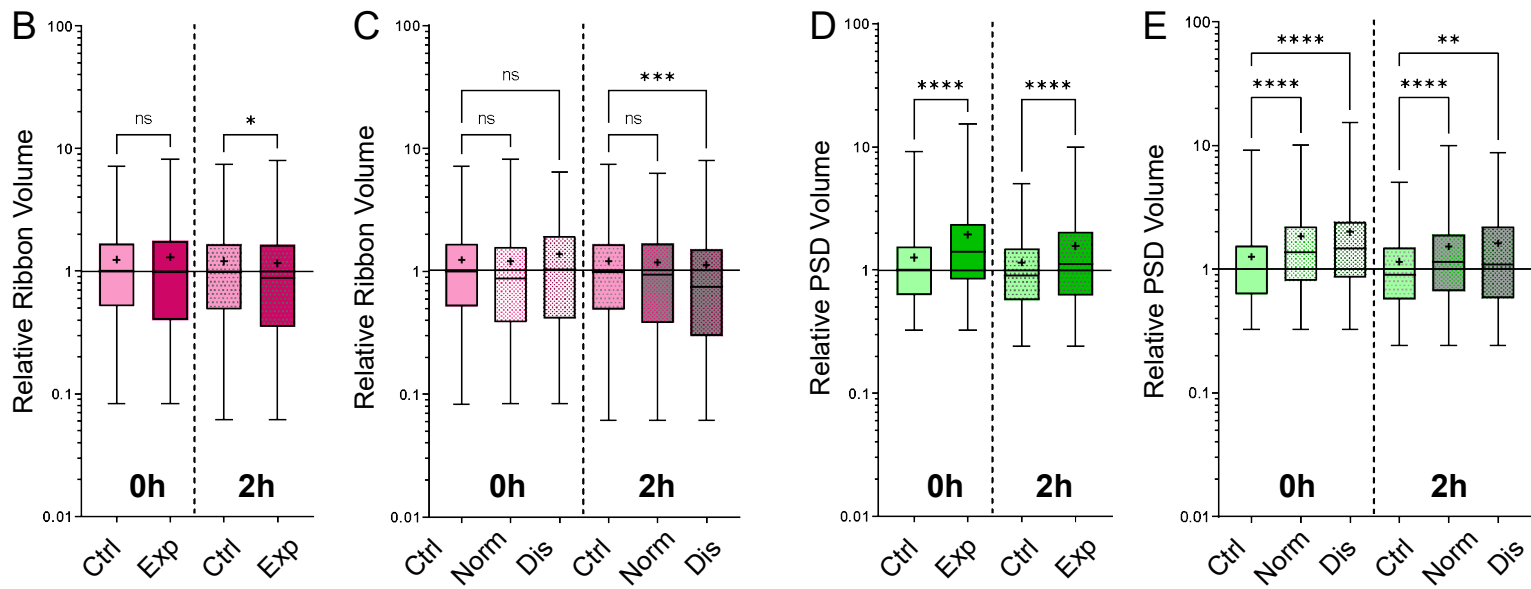 B
Relative Ribbon Volume
100
10
1
0.1
0.01
ns
*
0h
2h
Ctrl
Exp
Ctrl
Exp
C
Relative Ribbon Volume
100
10
1
0.1
0.01
ns
ns
***
ns
0h
2h
Ctrl
Norm
Dis
Ctrl
Norm
Dis
D
Relative PSD Volume
100
10
1
0.1
0.01
****
****
0h
2h
Ctrl
Exp
Ctrl
Exp
E
Relative PSD Volume
100
10
1
0.1
0.01
****
****
**
****
0h
2h
Ctrl
Norm
Dis
Ctrl
Norm
Dis